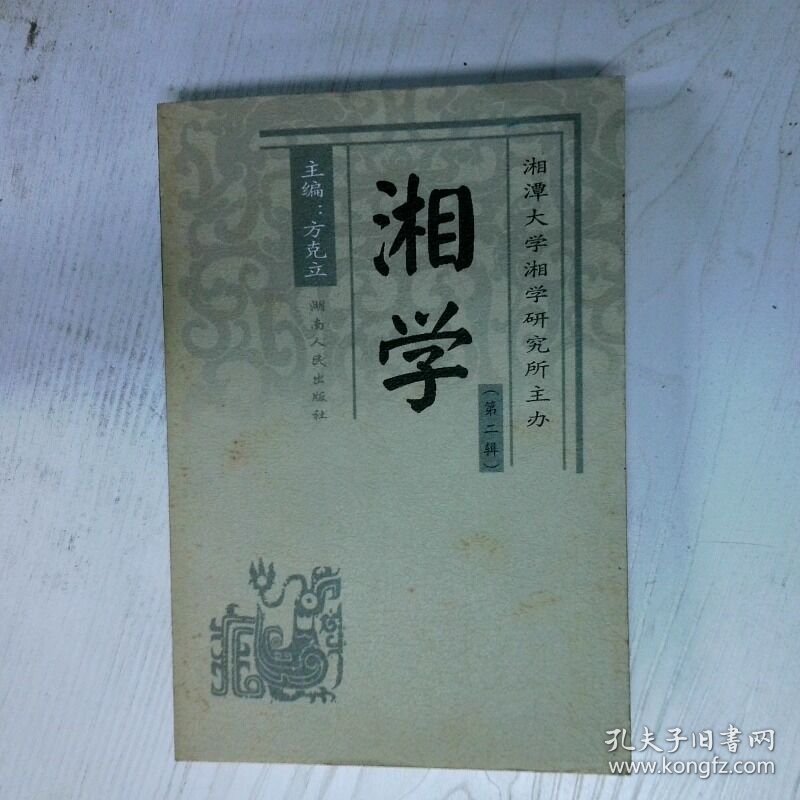 湘潭大学湘学研究所主办
湘学
（第二辑）
主编：方克立
湖南人民出版社
孔夫子旧书网
www.kongfz.com